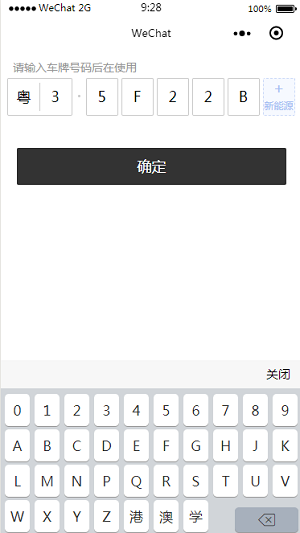 ●●●●● WeChat 2G 9:28 100%
WeChat
请输入车牌号码后在使用
粤 3 · 5 F 2 2 B +
新能源
确定
关闭
0 1 2 3 4 5 6 7 8 9
A B C D E F G H J K
L M N P Q R S T U V
W X Y Z 港 澳 学